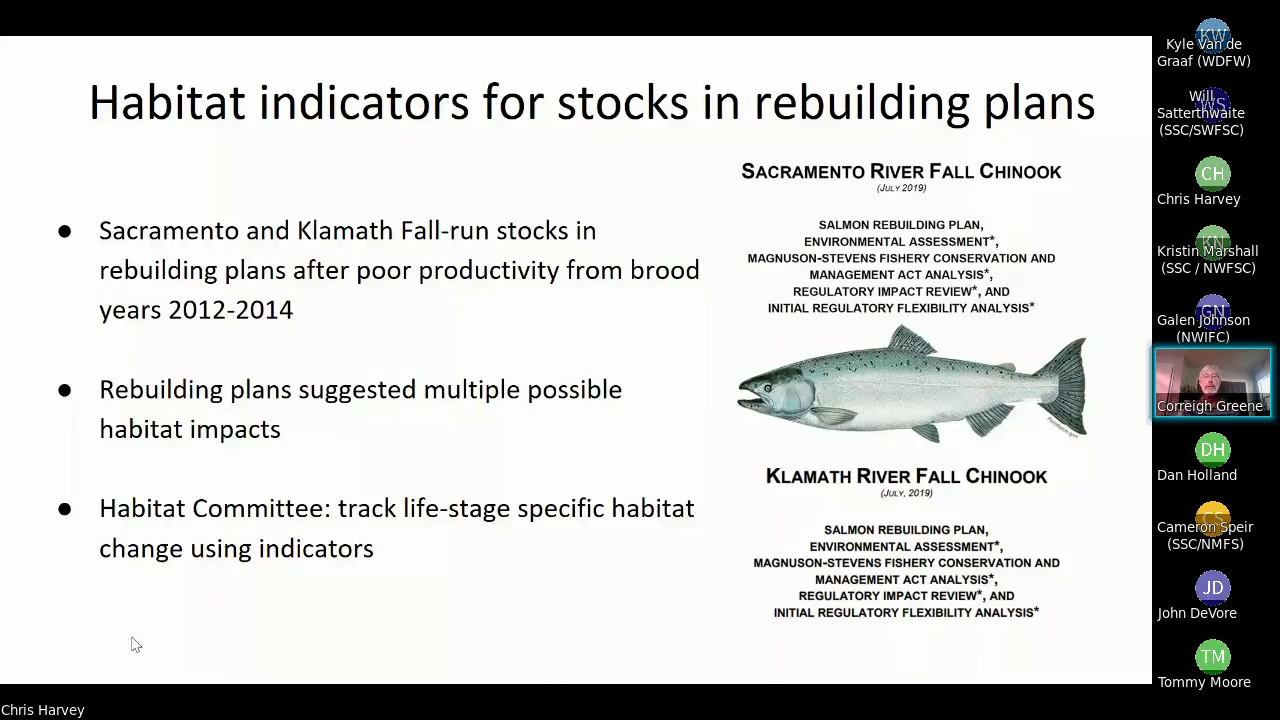 Habitat indicators for stocks in rebuilding plans
● Sacramento and Klamath Fall-run stocks in
rebuilding plans after poor productivity from brood
years 2012-2014
● Rebuilding plans suggested multiple possible
habitat impacts
● Habitat Committee: track life-stage specific habitat
change using indicators
SACRAMENTO RIVER FALL CHINOOK
(JULY 2019)
SALMON REBUILDING PLAN,
ENVIRONMENTAL ASSESSMENT*,
MAGNUSON-STEVENS FISHERY CONSERVATION AND
MANAGEMENT ACT ANALYSIS*,
REGULATORY IMPACT REVIEW*, AND
INITIAL REGULATORY FLEXIBILITY ANALYSIS*
KLAMATH RIVER FALL CHINOOK
(JULY, 2019)
SALMON REBUILDING PLAN,
ENVIRONMENTAL ASSESSMENT*,
MAGNUSON-STEVENS FISHERY CONSERVATION AND
MANAGEMENT ACT ANALYSIS*,
REGULATORY IMPACT REVIEW*, AND
INITIAL REGULATORY FLEXIBILITY ANALYSIS*
KW
Kyle Van de
Graaf (WDFW)
WS
Will
Satterthwaite
(SSC/SWFSC)
CH
Chris Harvey
KN
Kristin Marshall
(SSC / NWFSC)
GN
Galen Johnson
(NWIFC)
Correigh Greene
DH
Dan Holland
CS
Cameron Speir
(SSC/NMFS)
JD
John DeVore
TM
Tommy Moore
Chris Harvey